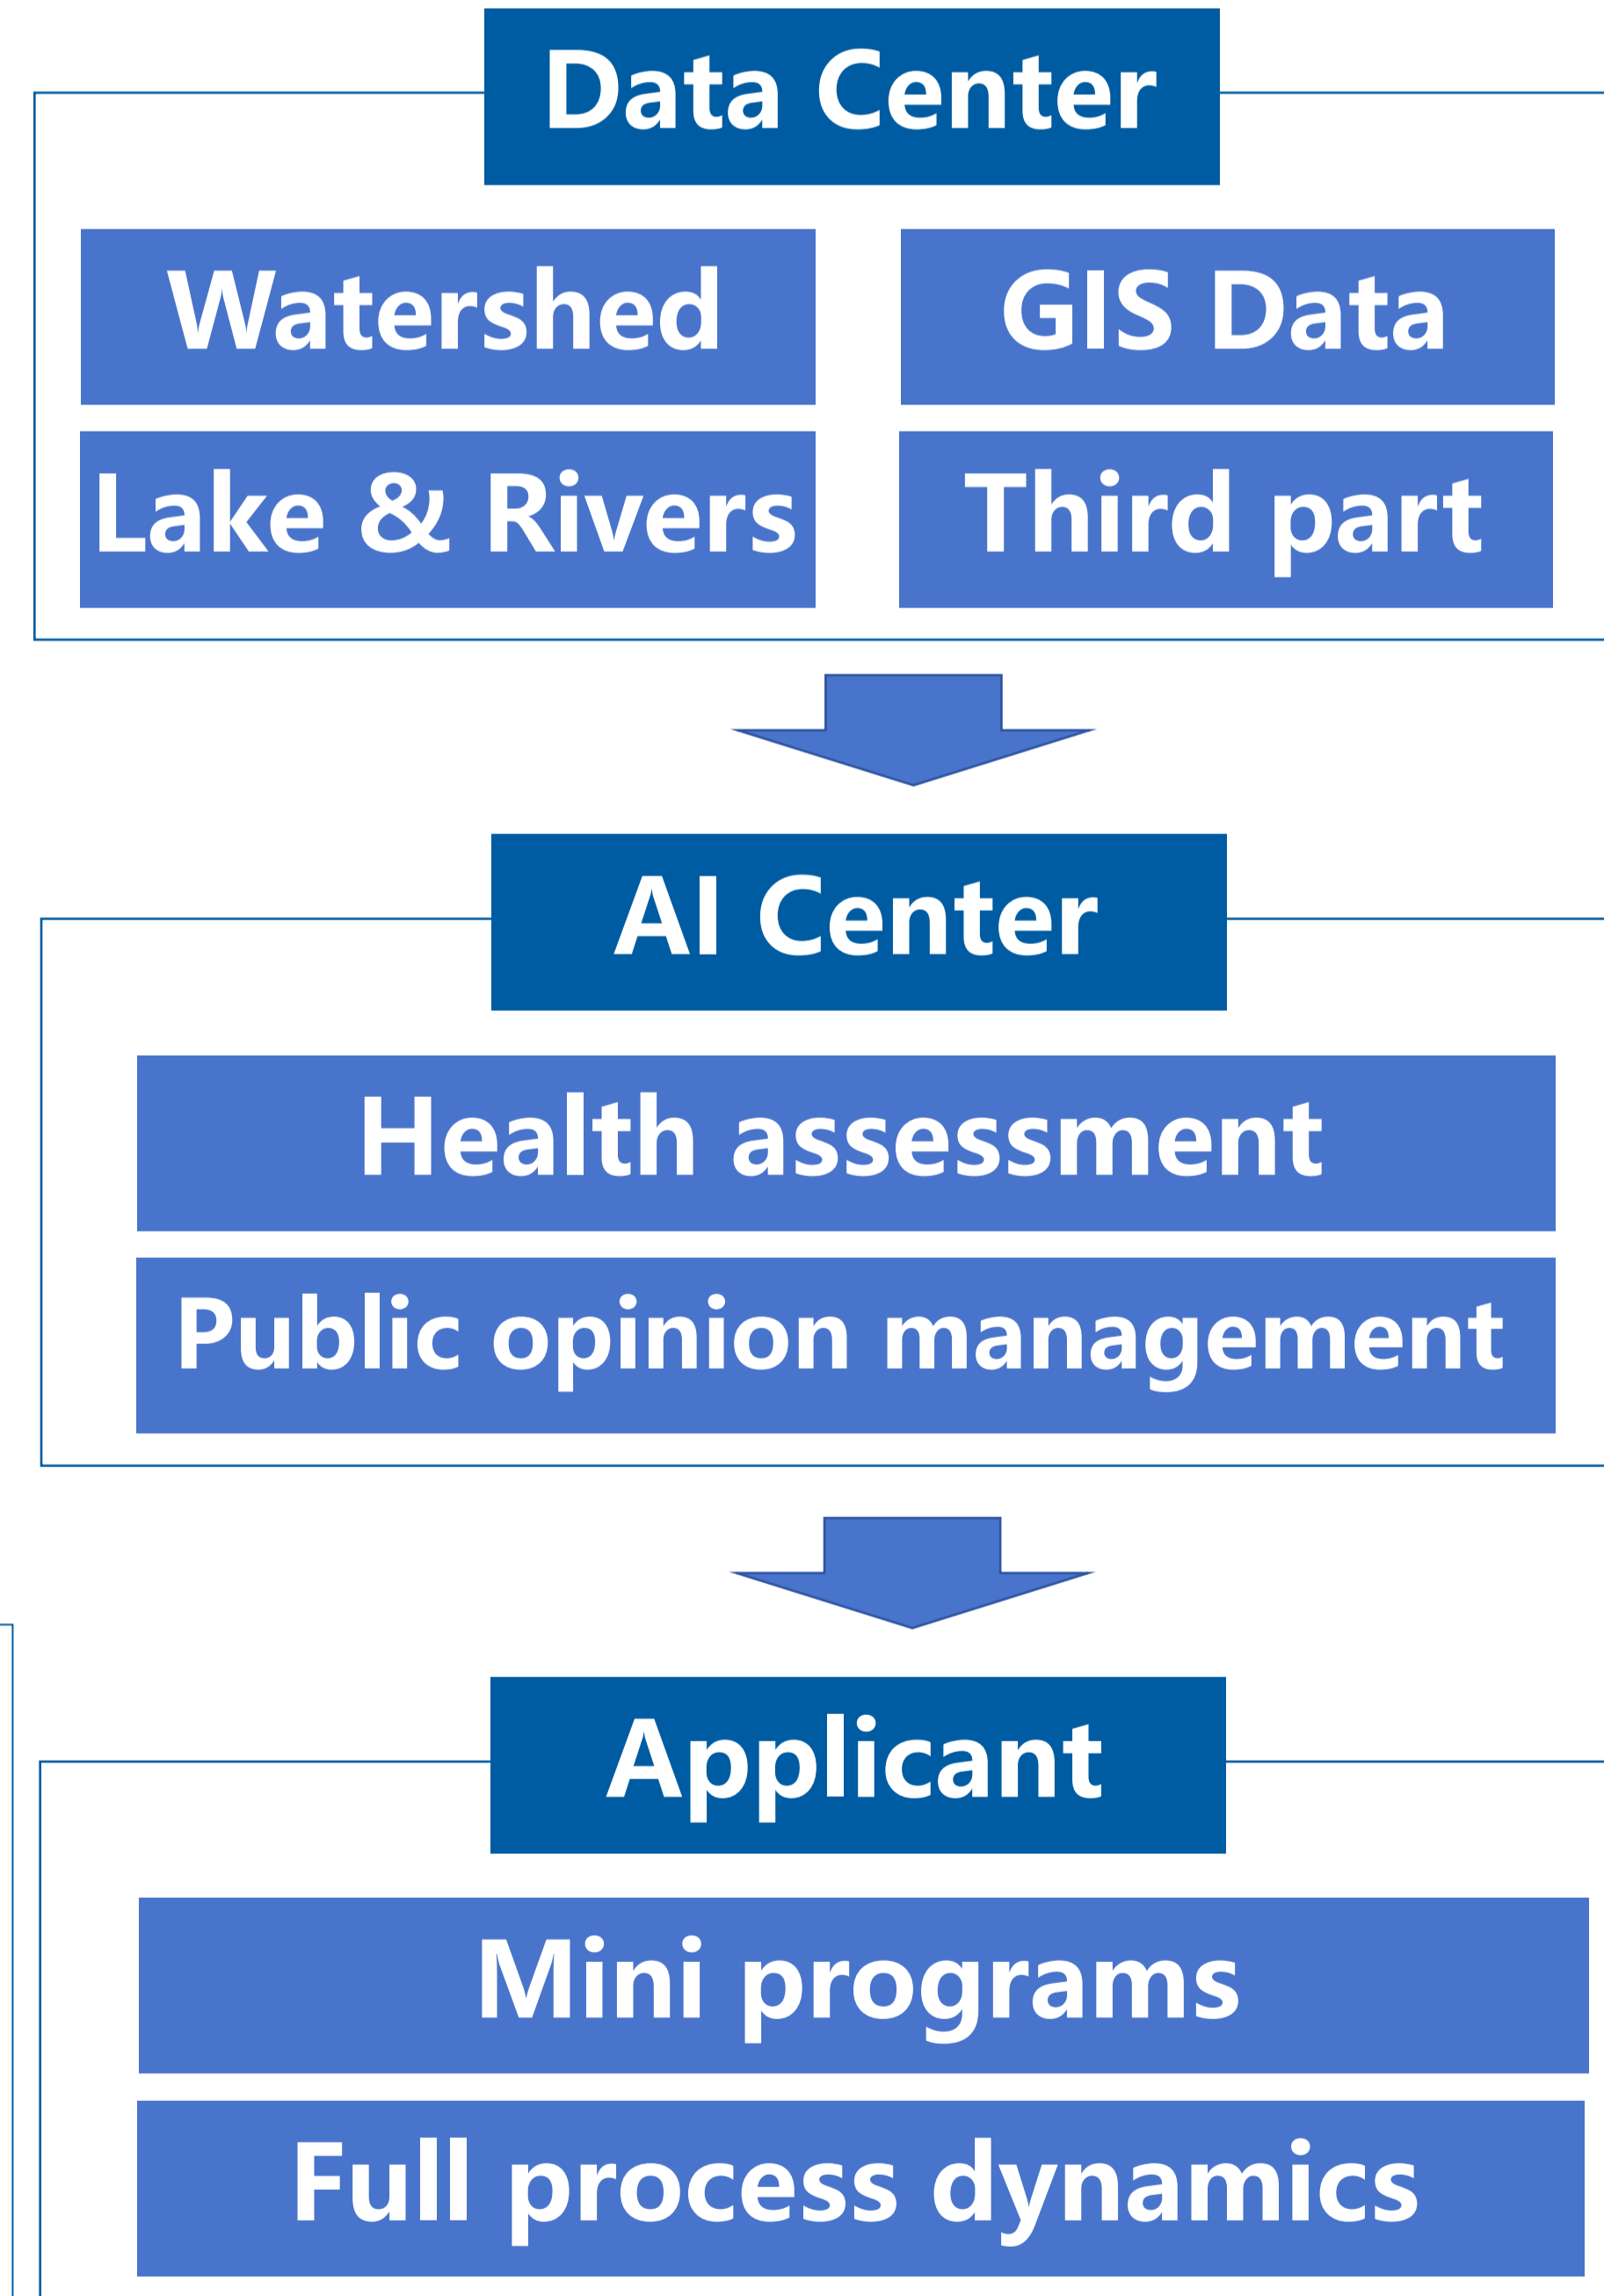 Data Center
Watershed
GIS Data
Lake & Rivers
Third part
AI Center
Health assessment
Public opinion management
Applicant
Mini programs
Full process dynamics